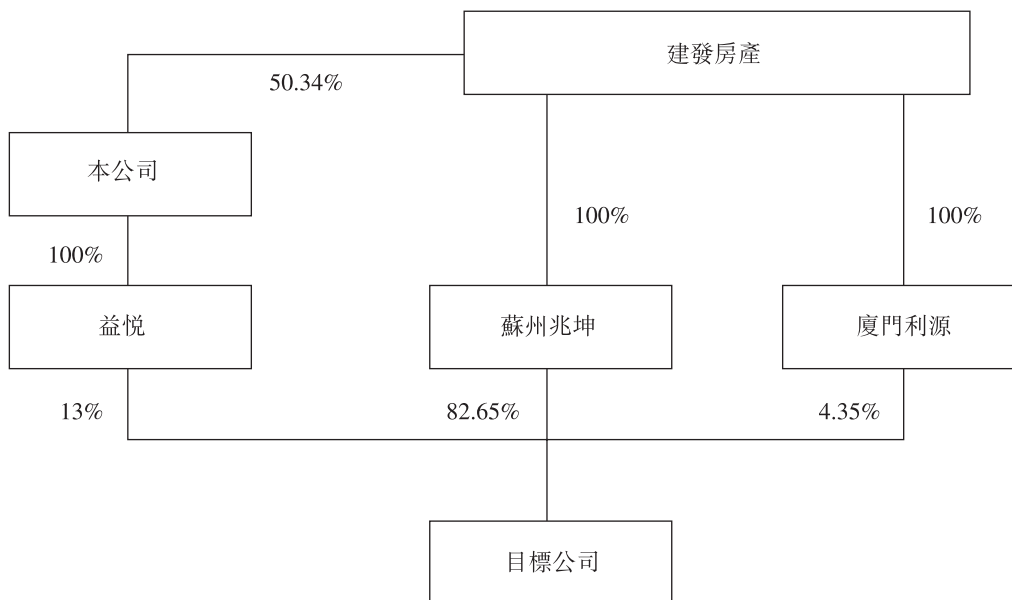 建發房產
50.34%
本公司
100%
100%
100%
益悦
蘇州兆坤
廈門利源
13%
82.65%
4.35%
目標公司